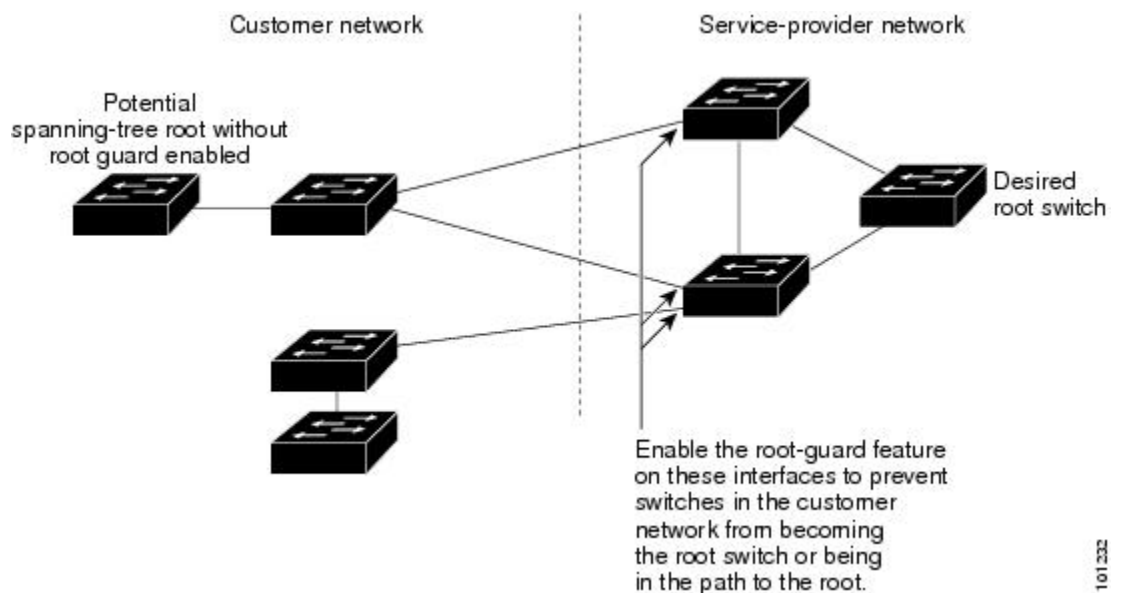 Customer network
Service-provider network
Potential
spanning-tree root without
root guard enabled
Desired
root switch
Enable the root-guard feature
on these interfaces to prevent
switches in the customer
network from becoming
the root switch or being
in the path to the root.
101232